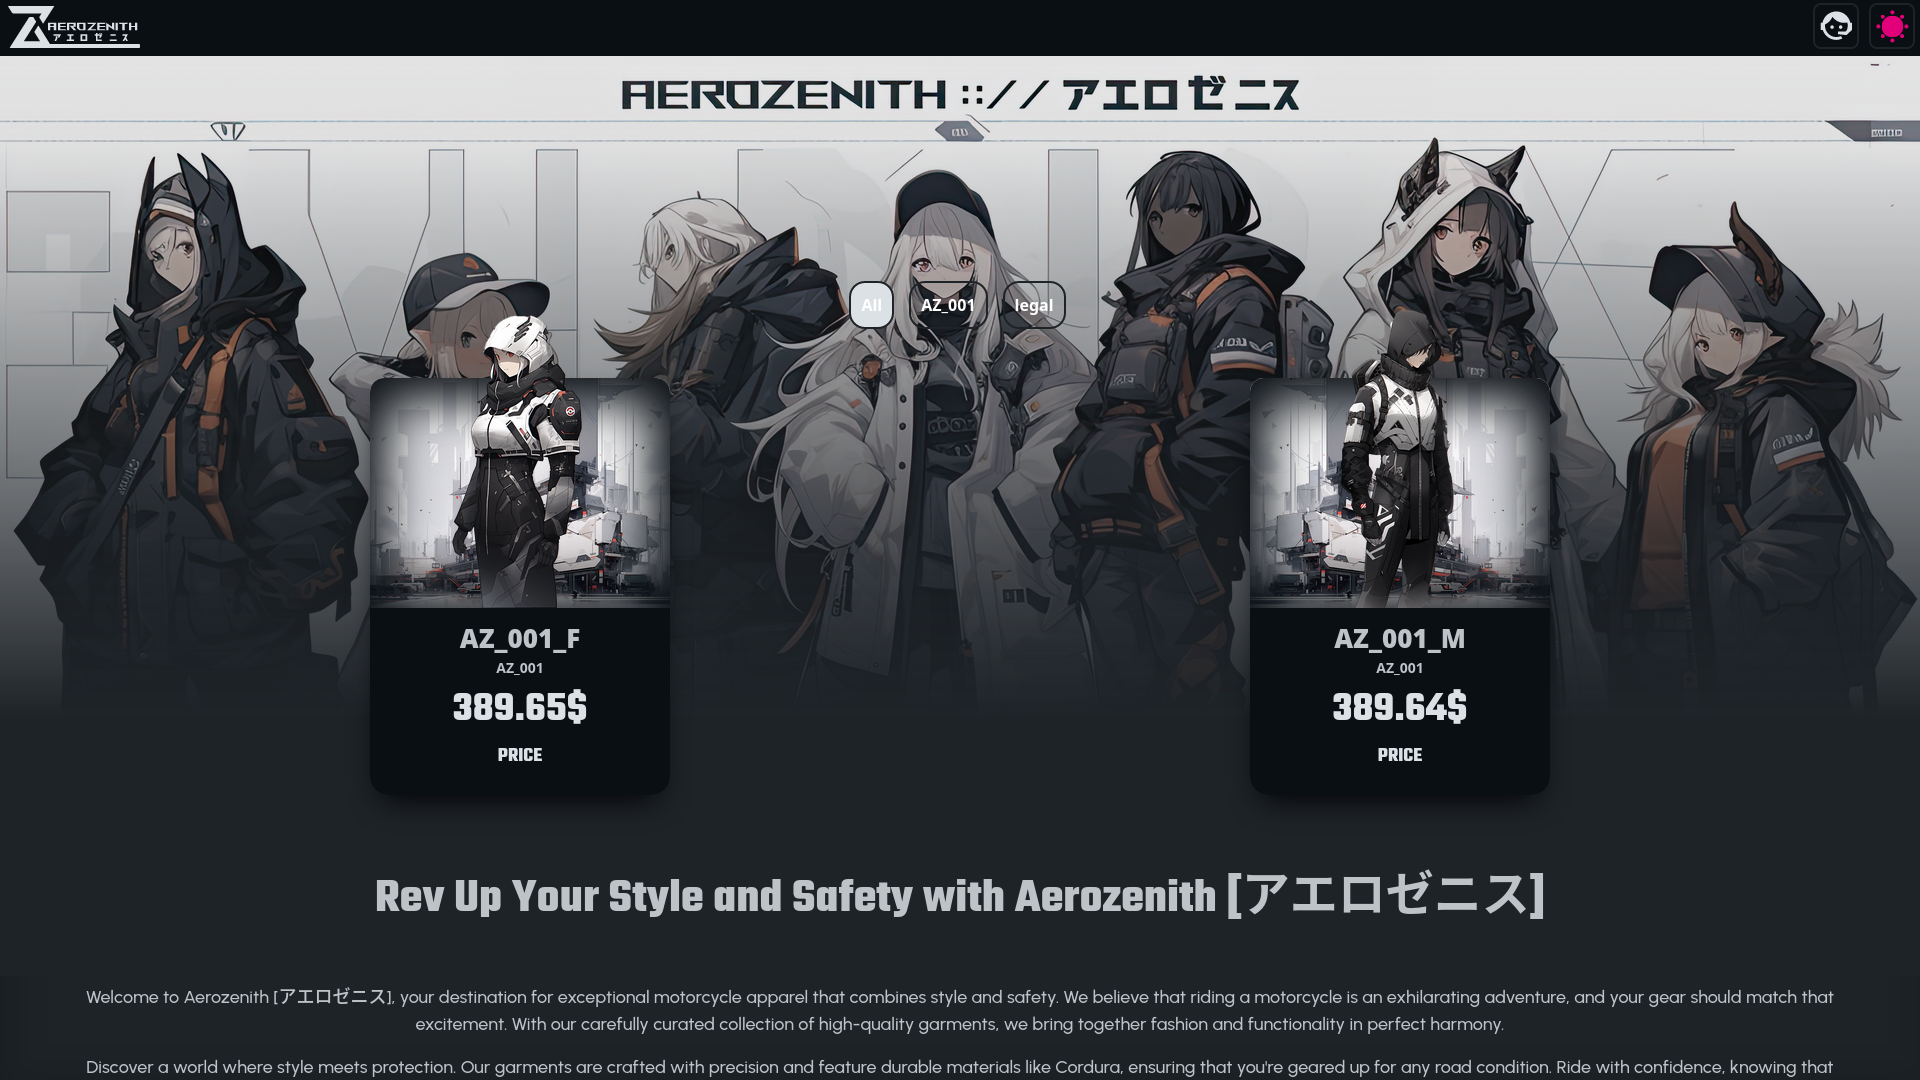 AEROZENITH
アエロゼニス
AEROZENITH :::// アエロゼニス
All
AZ_001
legal
AZ_001_F
AZ_001
389.65$
PRICE
AZ_001_M
AZ_001
389.64$
PRICE
Rev Up Your Style and Safety with Aerozenith [アエロゼニス]
Welcome to Aerozenith [アエロゼニス], your destination for exceptional motorcycle apparel that combines style and safety. We believe that riding a motorcycle is an exhilarating adventure, and your gear should match that
excitement. With our carefully curated collection of high-quality garments, we bring together fashion and functionality in perfect harmony.
Discover a world where style meets protection. Our garments are crafted with precision and feature durable materials like Cordura, ensuring that you're geared up for any road condition. Ride with confidence, knowing that